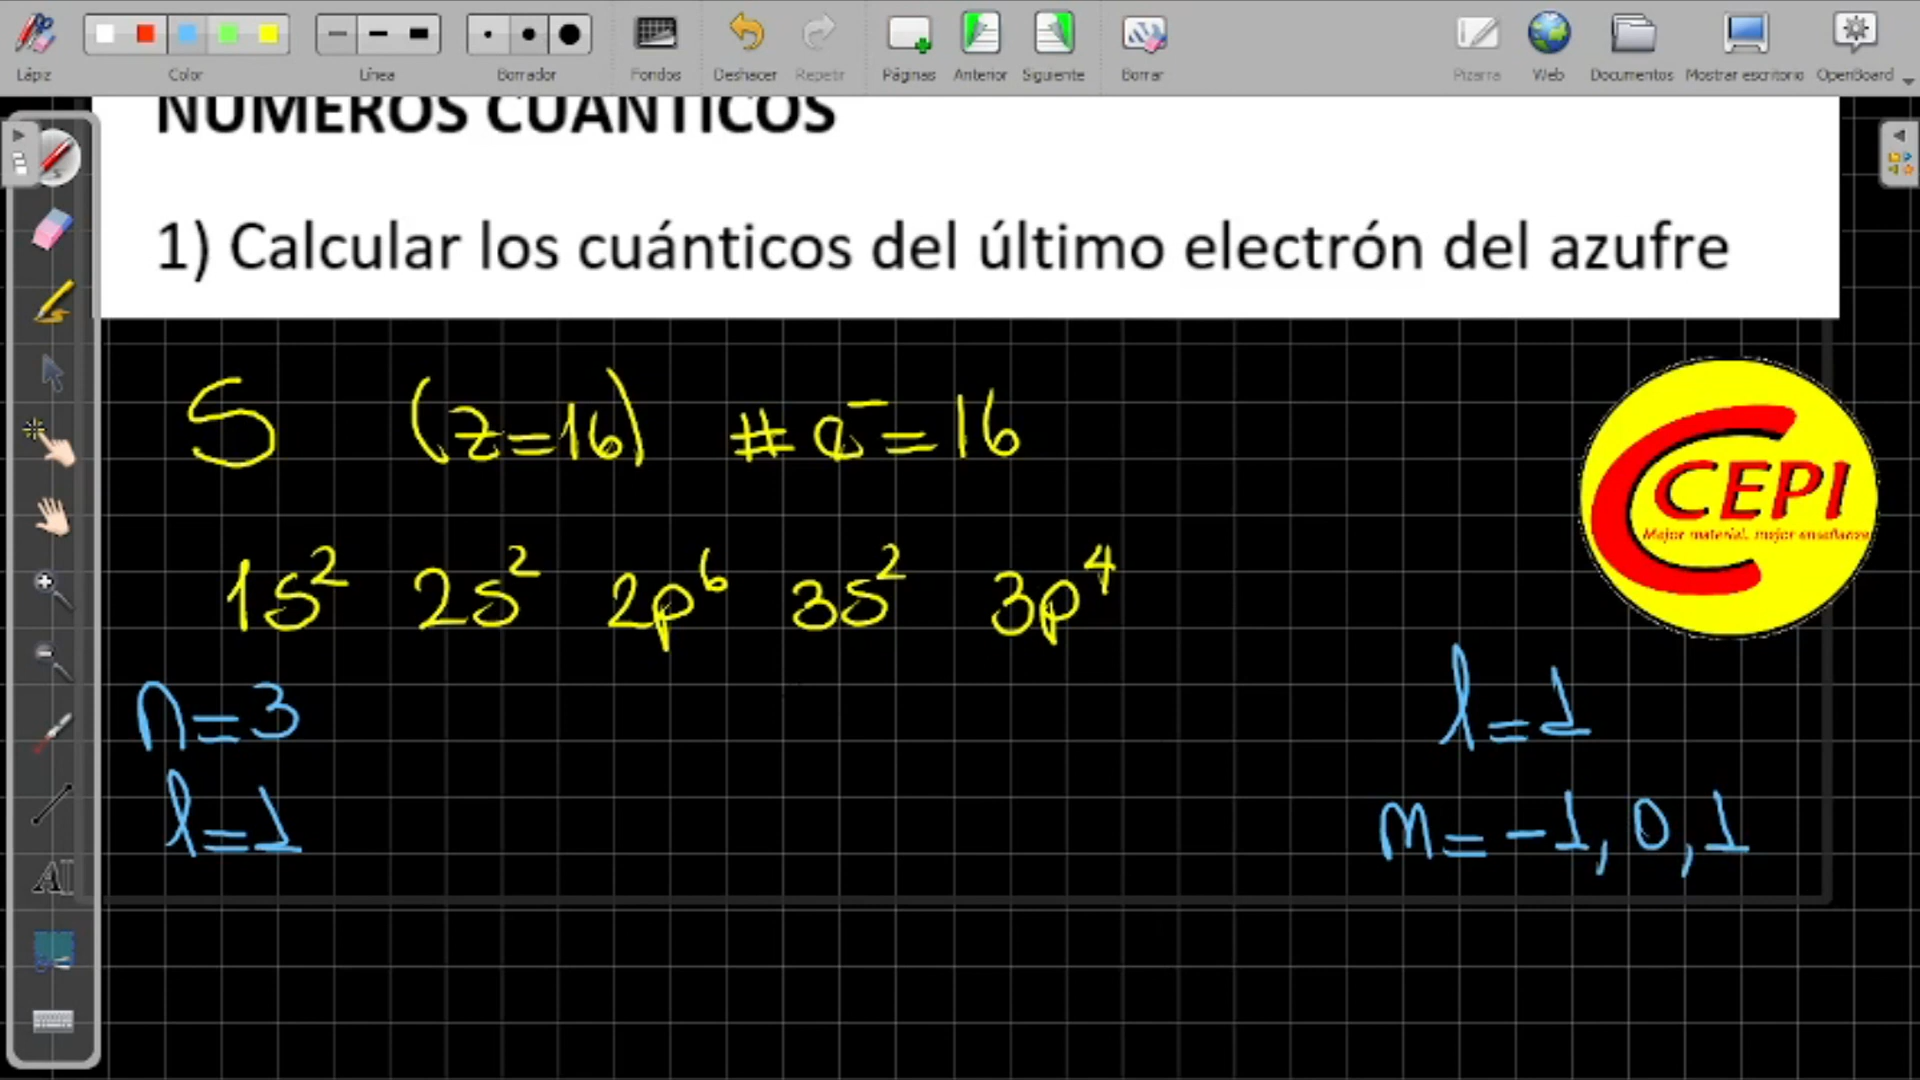 Lápiz Color Línea Borrador Fondos Deshacer Repetir Páginas Anterior Siguiente Borrar Pizarra Web Documentos Mostrar escritorio OpenBoard
NÚMEROS CUÁNTICOS
1) Calcular los cuánticos del último electrón del azufre
S (z=16) # e⁻ = 16
CEPI
Mejor material, mejor enseñanza
1s² 2s² 2p⁶ 3s² 3p⁴
n=3
l=1
l=1
m=-1, 0, 1